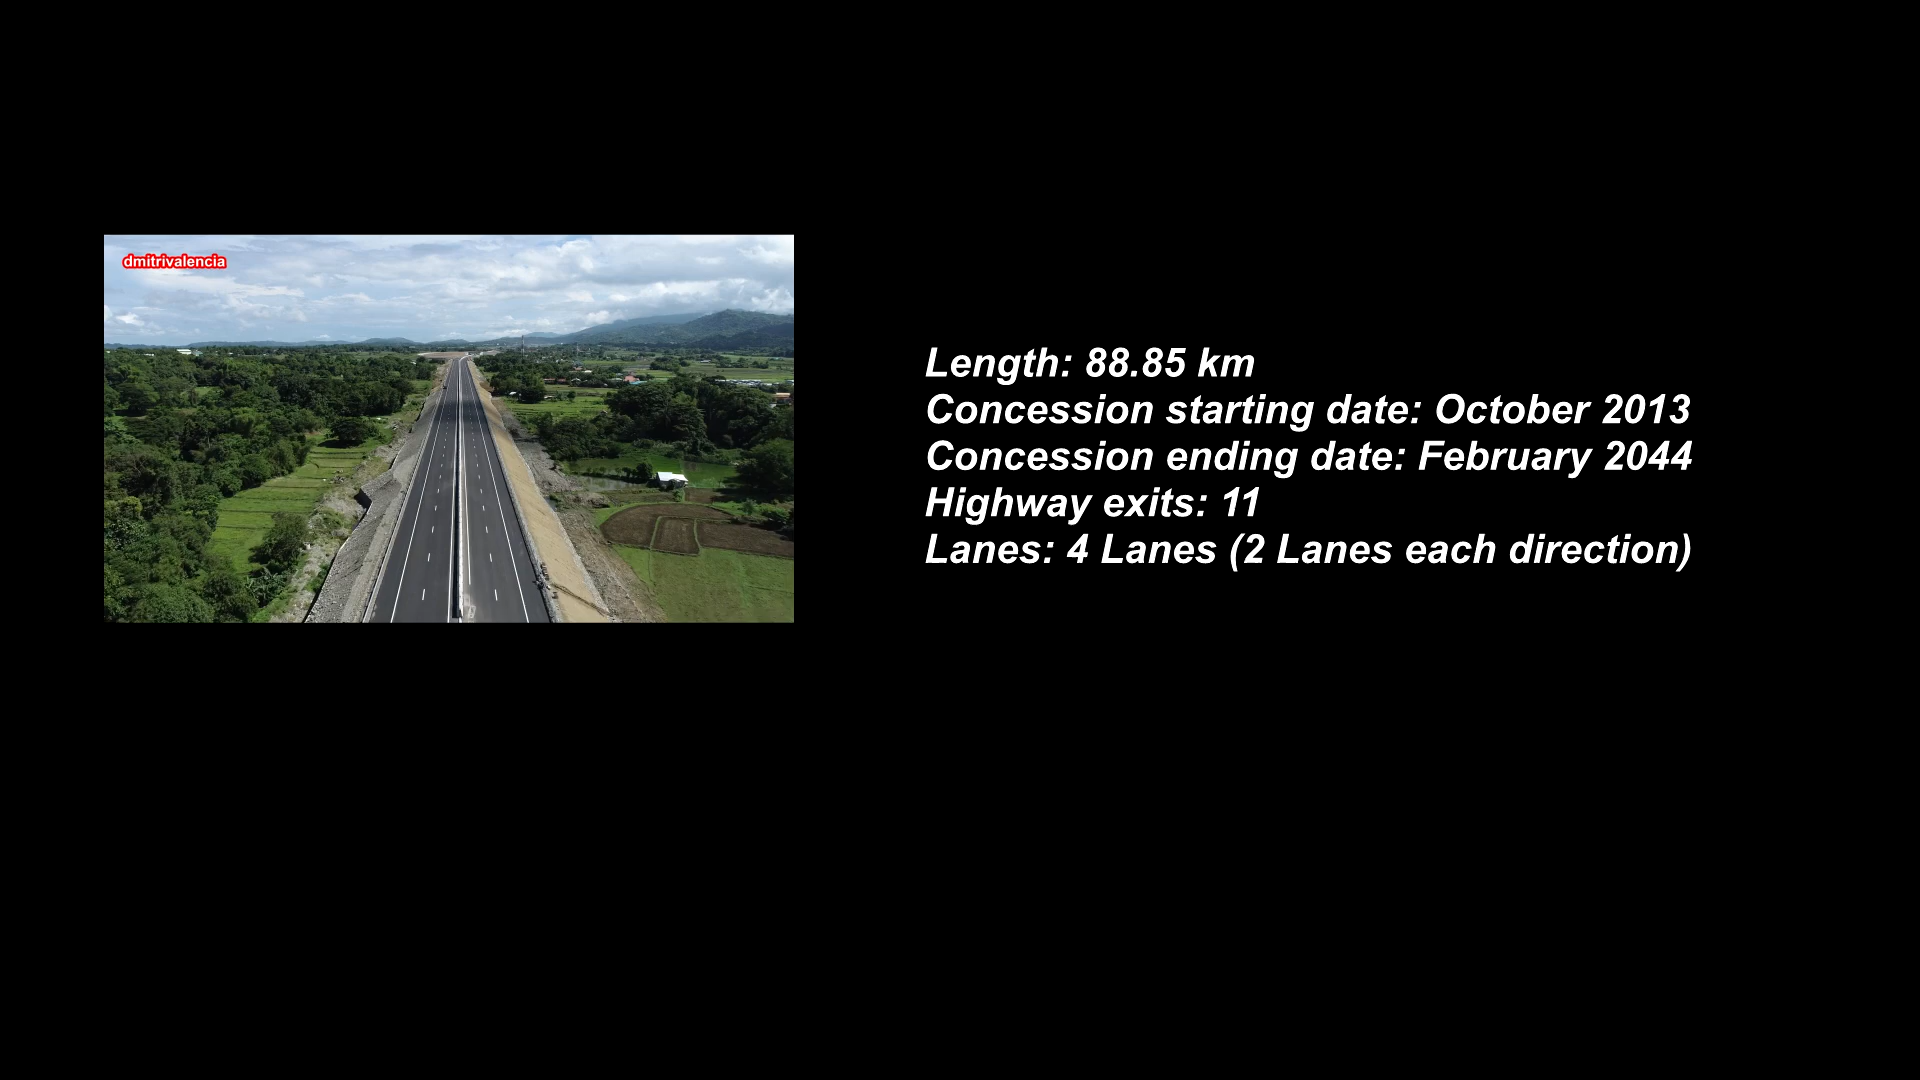 dmitrivalencia
Length: 88.85 km
Concession starting date: October 2013
Concession ending date: February 2044
Highway exits: 11
Lanes: 4 Lanes (2 Lanes each direction)